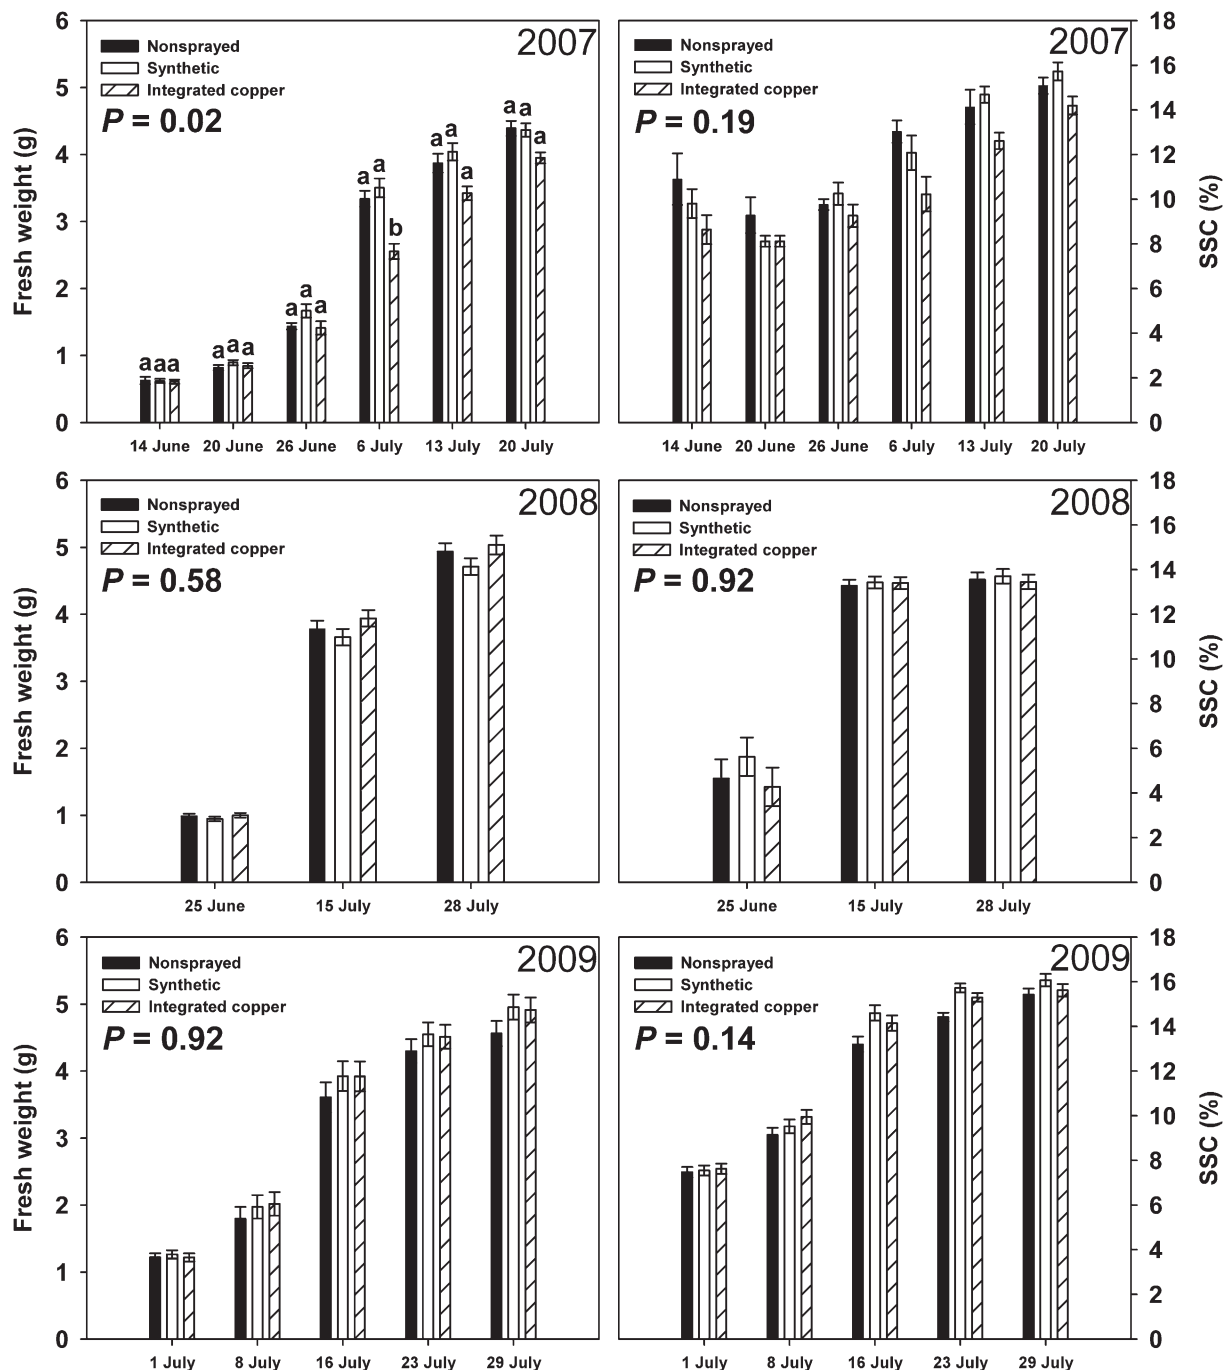 2007
Nonsprayed
Synthetic
Integrated copper
P = 0.02
Fresh weight (g)
6
5
4
3
2
1
0
a a a
a a a
a a a
a a b
a a a
a a a
14 June 20 June 26 June 6 July 13 July 20 July
2007
Nonsprayed
Synthetic
Integrated copper
P = 0.19
SSC (%)
18
16
14
12
10
8
6
4
2
0
14 June 20 June 26 June 6 July 13 July 20 July
2008
Nonsprayed
Synthetic
Integrated copper
P = 0.58
Fresh weight (g)
6
5
4
3
2
1
0
25 June 15 July 28 July
2008
Nonsprayed
Synthetic
Integrated copper
P = 0.92
SSC (%)
18
16
14
12
10
8
6
4
2
0
25 June 15 July 28 July
2009
Nonsprayed
Synthetic
Integrated copper
P = 0.92
Fresh weight (g)
6
5
4
3
2
1
0
1 July 8 July 16 July 23 July 29 July
2009
Nonsprayed
Synthetic
Integrated copper
P = 0.14
SSC (%)
18
16
14
12
10
8
6
4
2
0
1 July 8 July 16 July 23 July 29 July